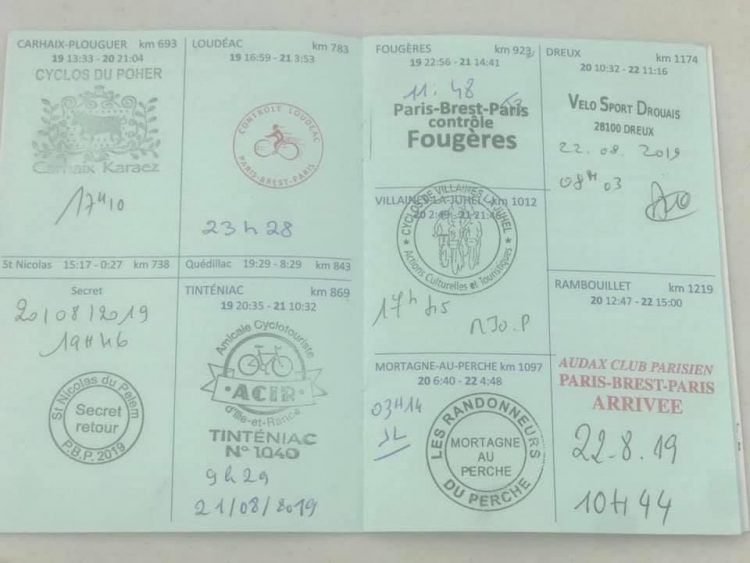 CARHAIX-PLOUGUER km 693
19 13:33 - 20 21:04
CYCLOS DU POHER
Carhaix Karaez
17H10
LOUDÉAC km 783
19 16:59 - 21 3:53
CONTRÔLE LOUDEAC
PARIS-BREST-PARIS
23h28
St Nicolas 15:17 - 0:27 km 738
Secret
20/08/2019
19H46
St Nicolas du Pelem
Secret
retour
P.B.P. 2019
Quédillac 19:29 - 8:29 km 843
TINTÉNIAC km 869
19 20:35 - 21 10:32
Amicale Cyclotouriste
ACIR
d'Ille-et-Rance
TINTÉNIAC
N° 1040
9h29
21/08/2019
FOUGÈRES km 923
19 22:56 - 21 14:41
11:48
Paris-Brest-Paris
contrôle
Fougères
VILLAINES-LA-JUHEL km 1012
CYCLOS DE VILLAINES LA JUHEL
Actions Culturelles et Touristiques
17h45
MORTAGNE-AU-PERCHE km 1097
20 6:40 - 22 4:48
03H14
LES RANDONNEURS
MORTAGNE
AU
PERCHE
DU PERCHE
DREUX km 1174
20 10:32 - 22 11:16
VELO SPORT DROUAIS
28100 DREUX
22.08.2019
08H03
RAMBOUILLET km 1219
20 12:47 - 22 15:00
AUDAX CLUB PARISIEN
PARIS-BREST-PARIS
ARRIVEE
22.8.19
10H44